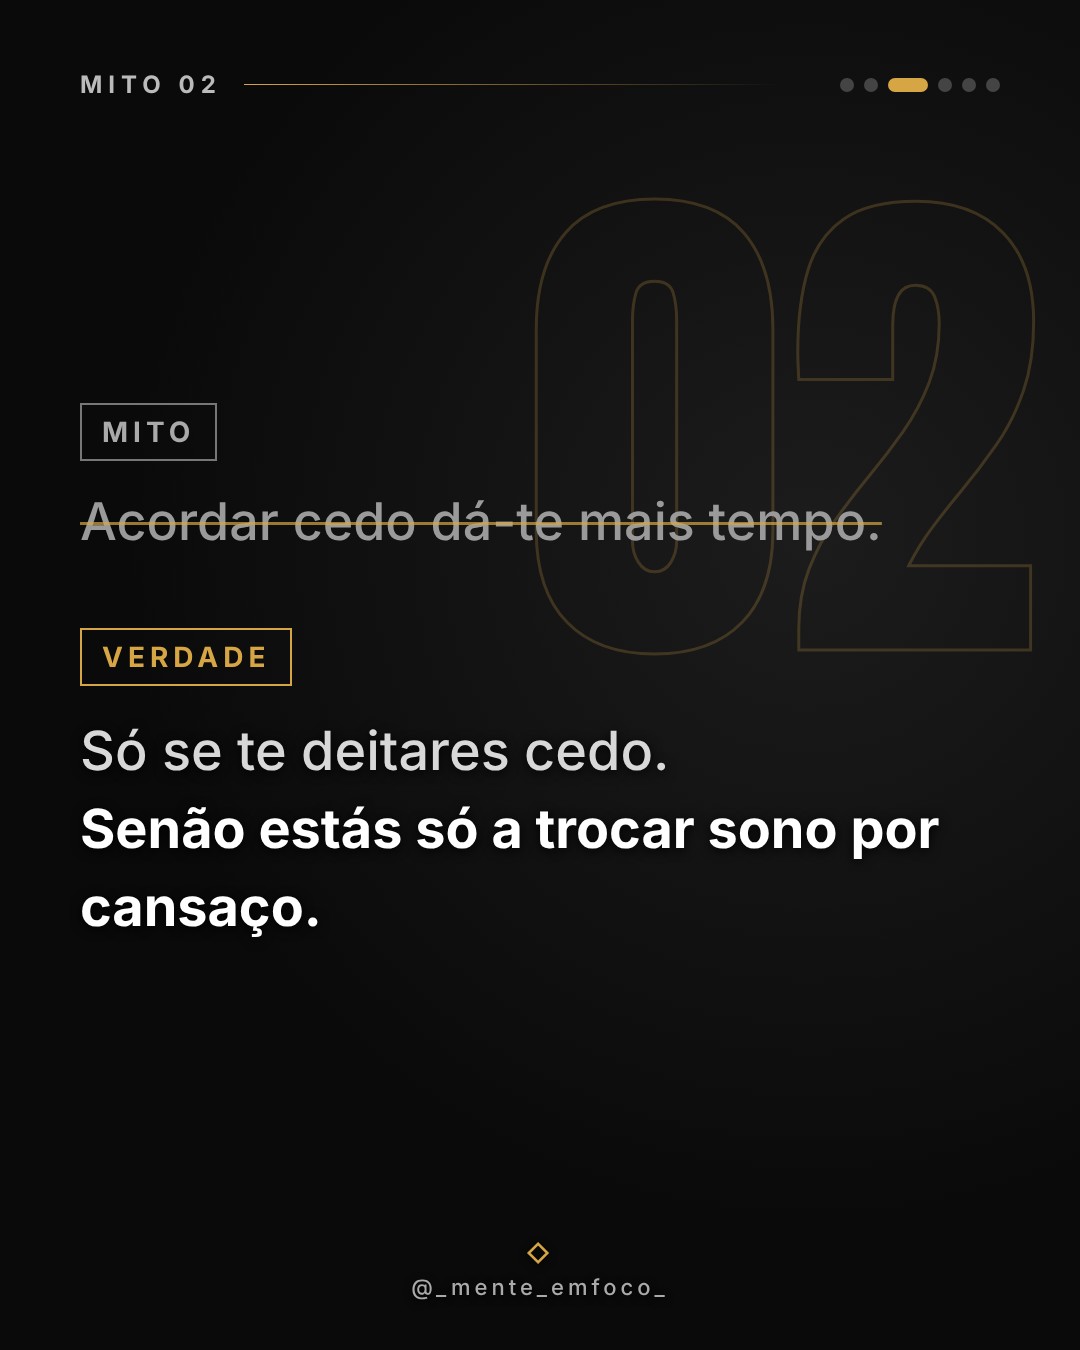 MITO 02
02
MITO
Acordar cedo dá-te mais tempo.
VERDADE
Só se te deitares cedo.
Senão estás só a trocar sono por
cansaço.
@_mente_emfoco_